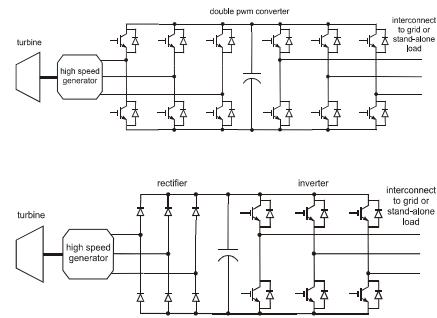 double pwm converter
interconnect
to grid or
stand-alone
load
turbine
high speed
generator
rectifier
inverter
interconnect
to grid or
stand-alone
load
turbine
high speed
generator